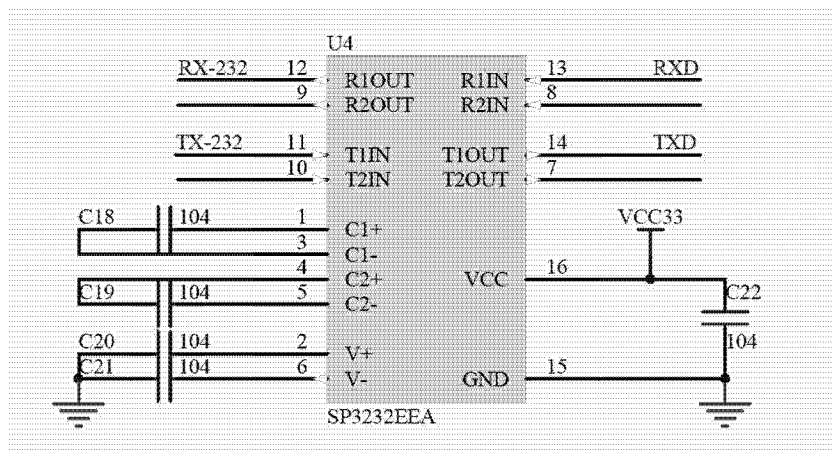 U4
RX-232 12 R1OUT R1IN 13 RXD
9 R2OUT R2IN 8
TX-232 11 T1IN T1OUT 14 TXD
10 T2IN T2OUT 7
C18 104 1 C1+ VCC33
3 C1-
4 C2+ VCC 16
C19 104 5 C2- C22
C20 104 2 V+ 104
C21 104 6 V- GND 15
SP3232EEA